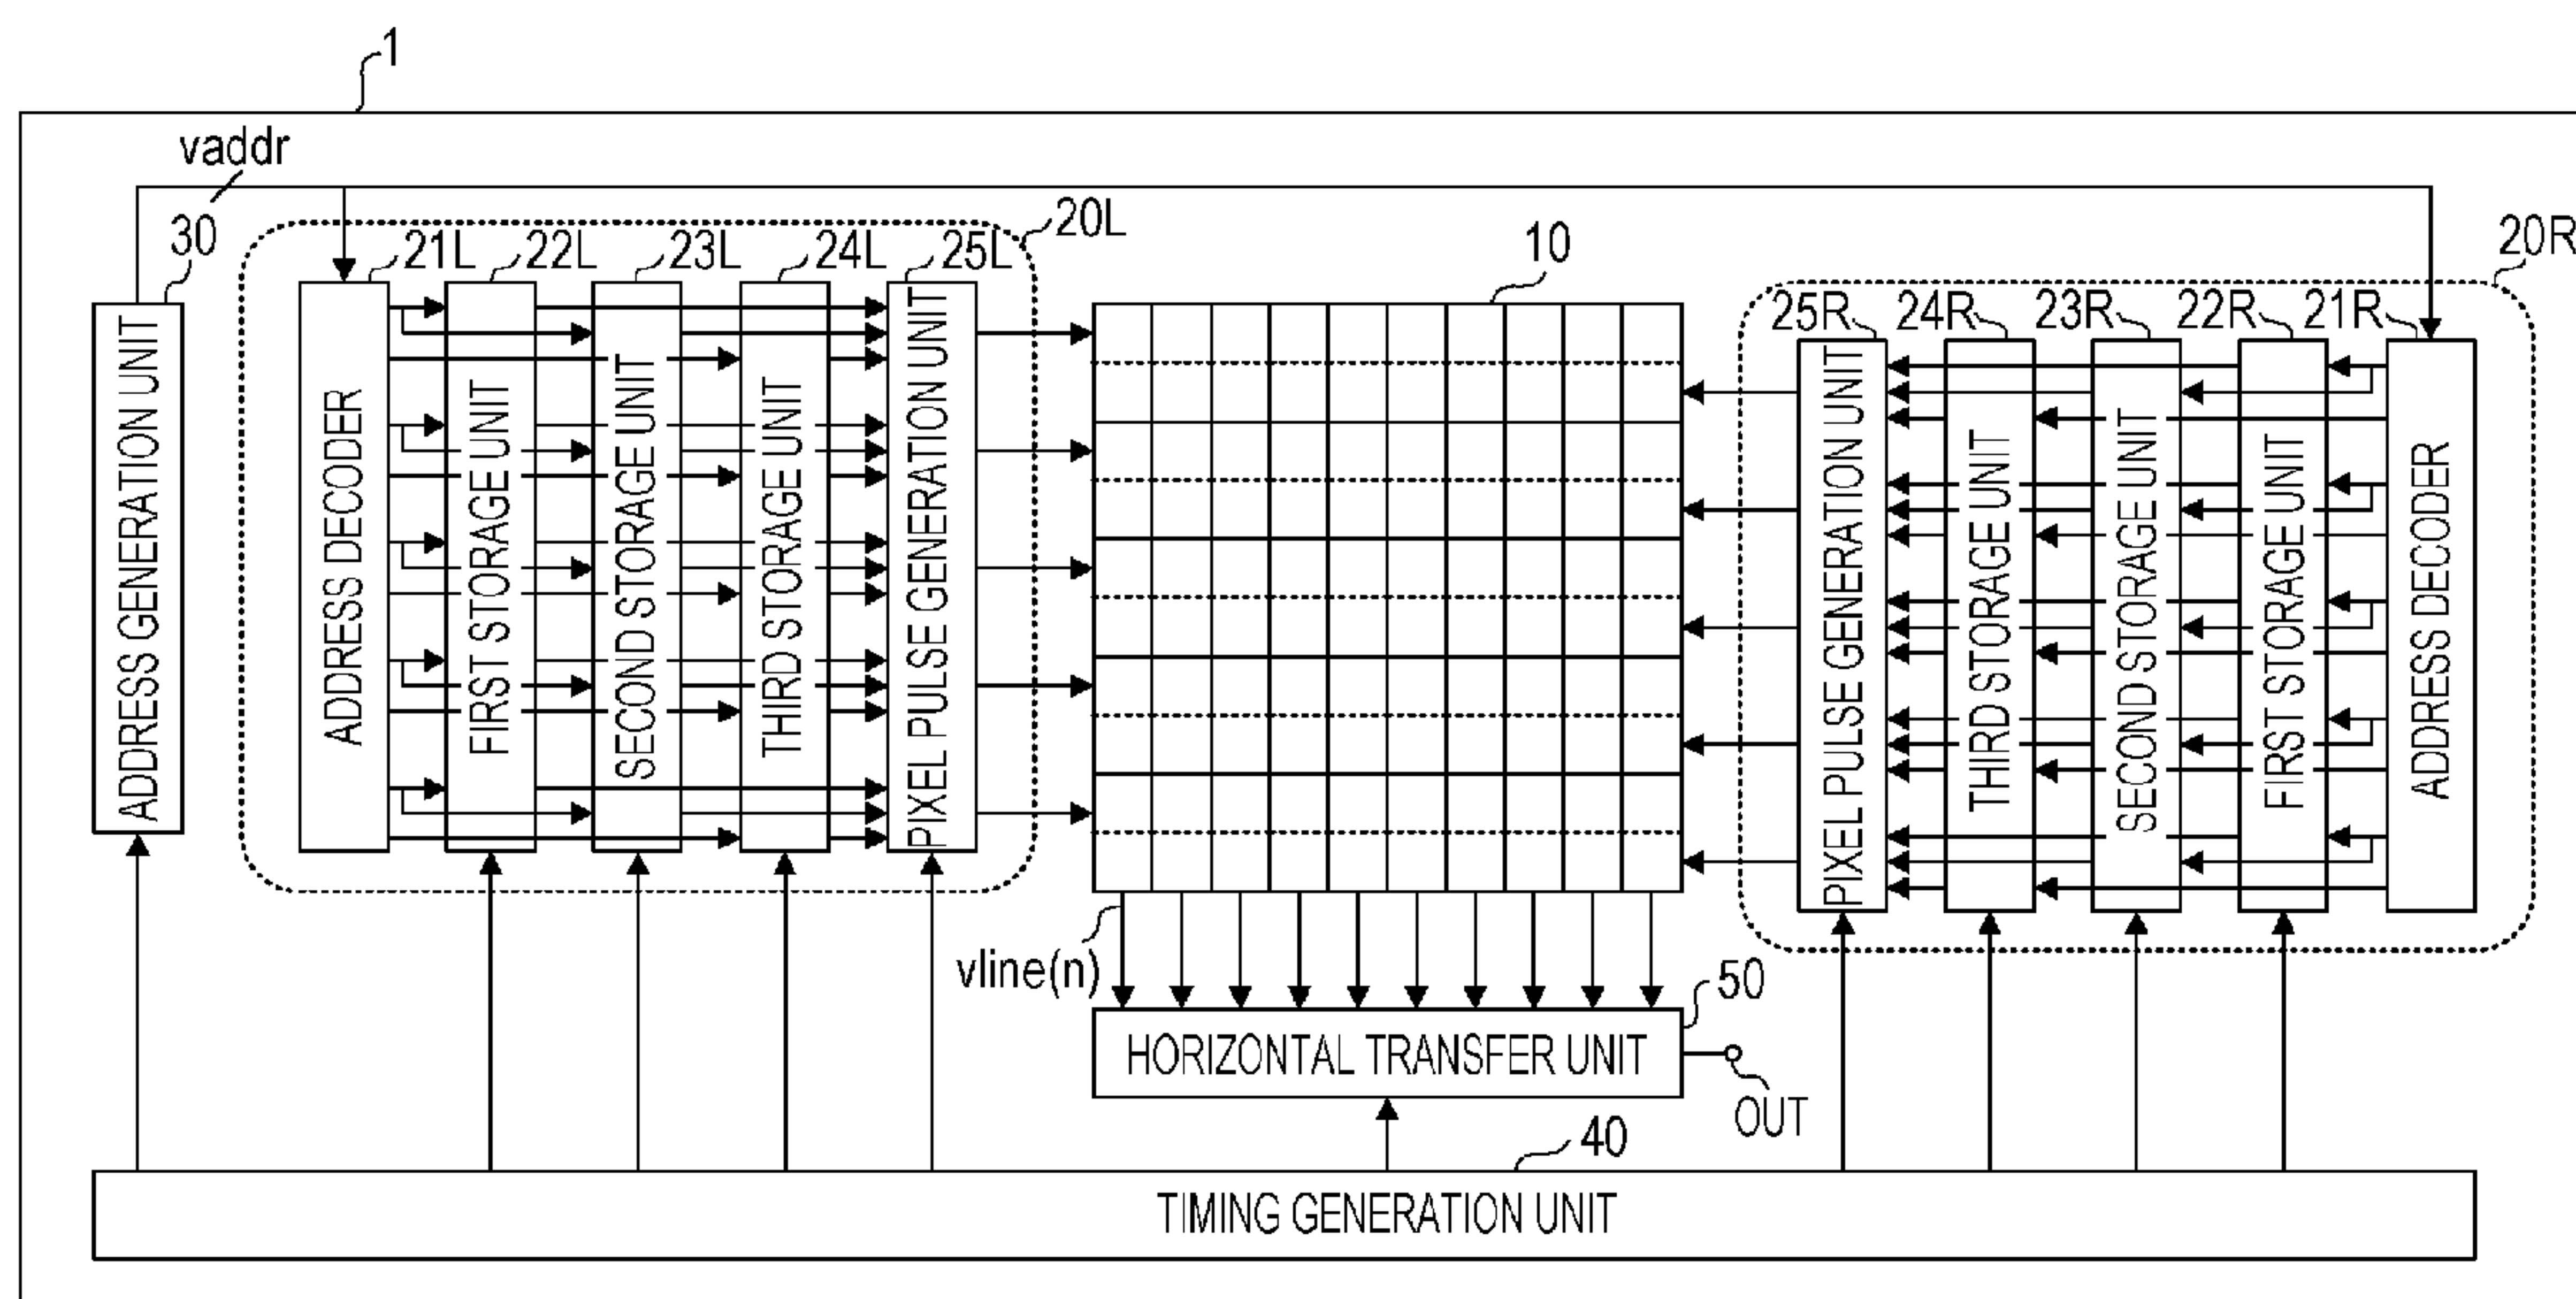 1
vaddr
30
20L
21L
22L
23L
24L
25L
10
20R
25R
24R
23R
22R
21R
ADDRESS GENERATION UNIT
ADDRESS DECODER
FIRST STORAGE UNIT
SECOND STORAGE UNIT
THIRD STORAGE UNIT
PIXEL PULSE GENERATION UNIT
PIXEL PULSE GENERATION UNIT
THIRD STORAGE UNIT
SECOND STORAGE UNIT
FIRST STORAGE UNIT
ADDRESS DECODER
vline(n)
50
HORIZONTAL TRANSFER UNIT
OUT
40
TIMING GENERATION UNIT